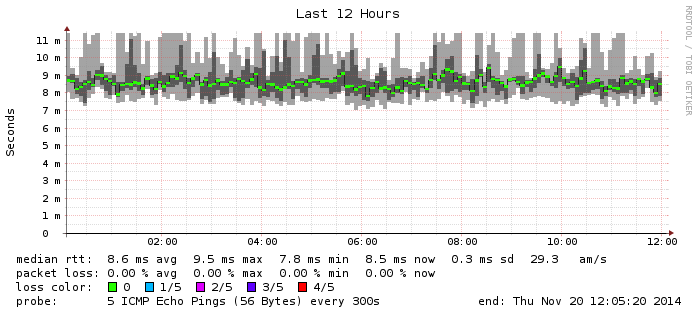 Last 12 Hours
RRDTOOL / TOBI OETIKER
Seconds
11 m
10 m
9 m
8 m
7 m
6 m
5 m
4 m
3 m
2 m
1 m
0
02:00 04:00 06:00 08:00 10:00 12:00
median rtt: 8.6 ms avg 9.5 ms max 7.8 ms min 8.5 ms now 0.3 ms sd 29.3 am/s
packet loss: 0.00 % avg 0.00 % max 0.00 % min 0.00 % now
loss color: 0 1/5 2/5 3/5 4/5
probe: 5 ICMP Echo Pings (56 Bytes) every 300s end: Thu Nov 20 12:05:20 2014